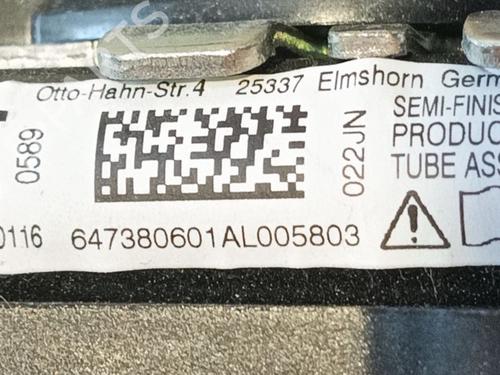 Otto-Hahn-Str.4 25337 Elmshorn Germ
0589
022JN
SEMI-FINIS
PRODUC
TUBE ASS
0116 647380601AL005803